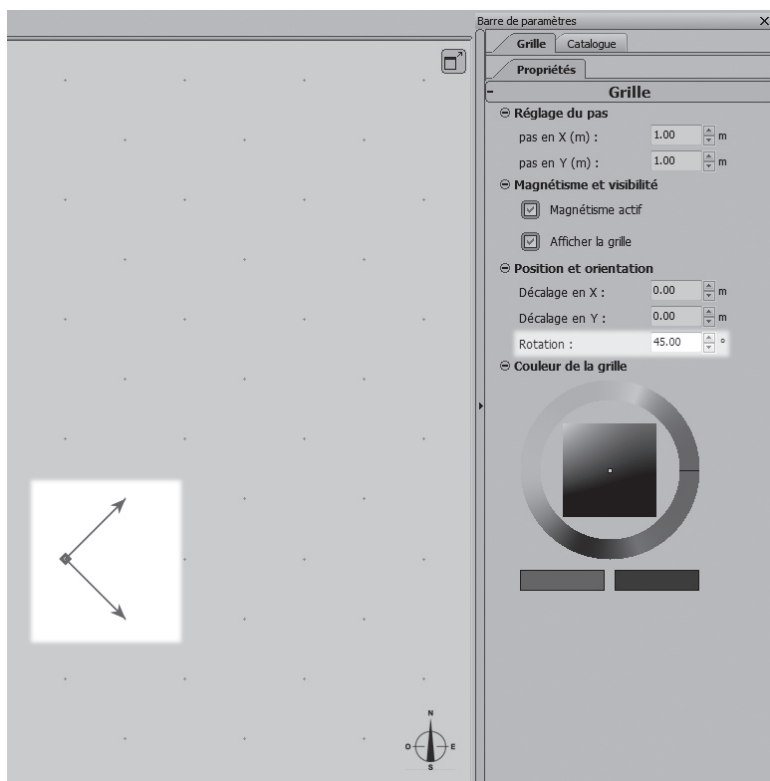 Barre de paramètres X
Grille Catalogue
Propriétés
- Grille
Réglage du pas
pas en X (m) : 1.00 m
pas en Y (m) : 1.00 m
Magnétisme et visibilité
Magnétisme actif
Afficher la grille
Position et orientation
Décalage en X : 0.00 m
Décalage en Y : 0.00 m
Rotation : 45.00 °
Couleur de la grille
N
O E
S